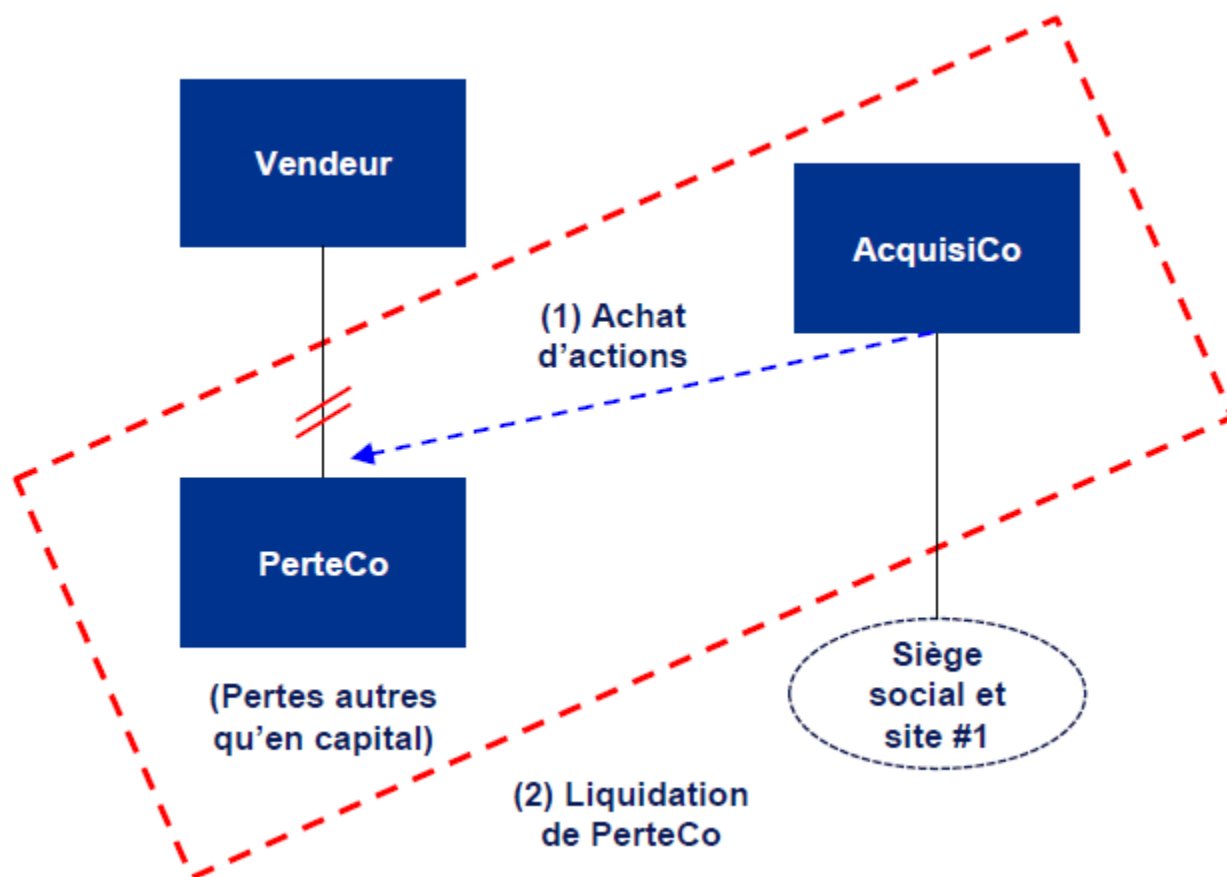 Vendeur
AcquisiCo
(1) Achat
d'actions
PerteCo
(Pertes autres
qu'en capital)
Siège
social et
site #1
(2) Liquidation
de PerteCo